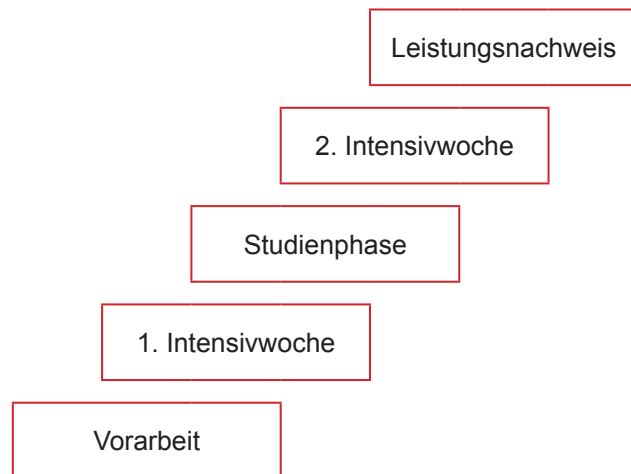 Leistungsnachweis
2. Intensivwoche
Studienphase
1. Intensivwoche
Vorarbeit